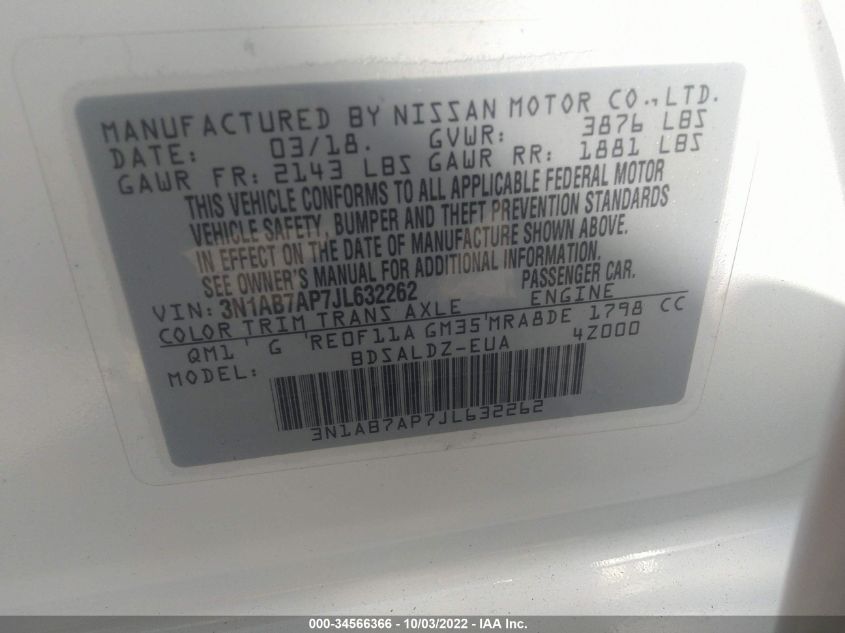 MANUFACTURED BY NISSAN MOTOR CO., LTD.
DATE: 03/18. GVWR: 3876 LBS
GAWR FR: 2143 LBS GAWR RR: 1881 LBS
THIS VEHICLE CONFORMS TO ALL APPLICABLE FEDERAL MOTOR
VEHICLE SAFETY, BUMPER AND THEFT PREVENTION STANDARDS
IN EFFECT ON THE DATE OF MANUFACTURE SHOWN ABOVE.
SEE OWNER'S MANUAL FOR ADDITIONAL INFORMATION.
VIN: 3N1AB7AP7JL632262 PASSENGER CAR.
COLOR TRIM TRANS AXLE ENGINE
QM1 ' G 'RE0F11A GM35'MRA8DE 1798 CC
MODEL: BDSALDZ-EUA 4Z000
3N1AB7AP7JL632262
000-34566366 - 10/03/2022 - IAA Inc.